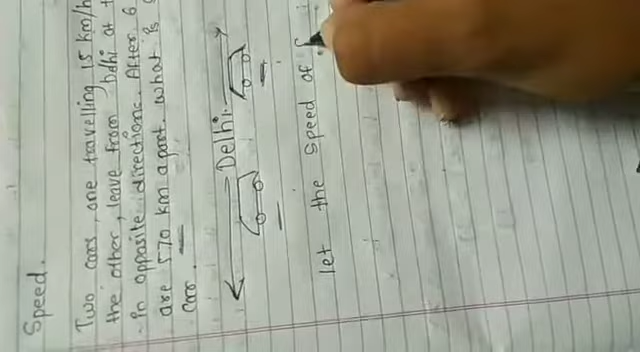 Speed.
Two cars, one travelling 15 km/h
the other, leave from Delhi at
in opposite directions. After 6
are 570 km apart. What is
car.
Delhi.
let the speed of